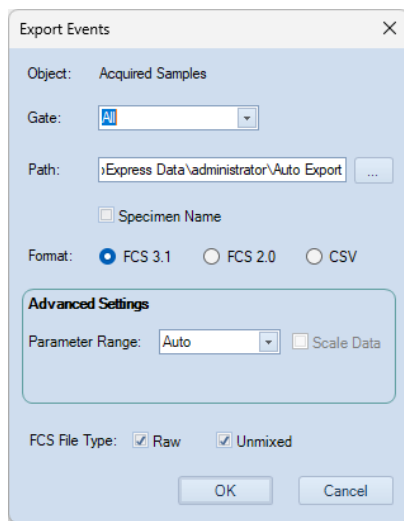 Export Events
Object: Acquired Samples
Gate: All
Path: Express Data\administrator\Auto Export ...
Specimen Name
Format: FCS 3.1 FCS 2.0 CSV
Advanced Settings
Parameter Range: Auto Scale Data
FCS File Type: Raw Unmixed
OK Cancel